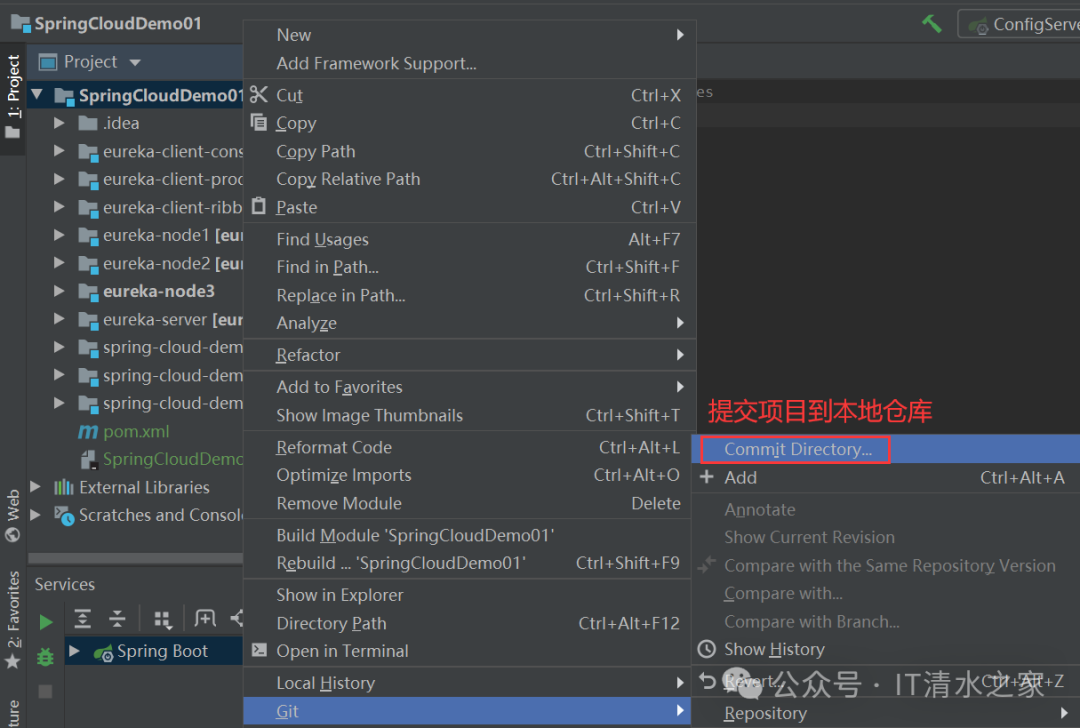 SpringCloudDemo01
ConfigServe
1: Project
Project
SpringCloudDemo01
.idea
eureka-client-cons
eureka-client-prod
eureka-client-ribb
eureka-node1 [eur
eureka-node2 [eur
eureka-node3
eureka-server [eur
spring-cloud-dem
spring-cloud-dem
spring-cloud-dem
pom.xml
SpringCloudDemo
External Libraries
Scratches and Consol
Web
2: Favorites
ture
Services
Spring Boot
New
Add Framework Support...
Cut Ctrl+X
Copy Ctrl+C
Copy Path Ctrl+Shift+C
Copy Relative Path Ctrl+Alt+Shift+C
Paste Ctrl+V
Find Usages Alt+F7
Find in Path... Ctrl+Shift+F
Replace in Path... Ctrl+Shift+R
Analyze
Refactor
Add to Favorites
Show Image Thumbnails Ctrl+Shift+T
Reformat Code Ctrl+Alt+L
Optimize Imports Ctrl+Alt+O
Remove Module Delete
Build Module 'SpringCloudDemo01'
Rebuild ... 'SpringCloudDemo01' Ctrl+Shift+F9
Show in Explorer
Directory Path Ctrl+Alt+F12
Open in Terminal
Local History
Git
es
提交项目到本地仓库
Commit Directory...
Add Ctrl+Alt+A
Annotate
Show Current Revision
Compare with the Same Repository Version
Compare with...
Compare with Branch...
Show History
Revert... Ctrl+Alt+Z
公众号 · IT清水之家
Repository